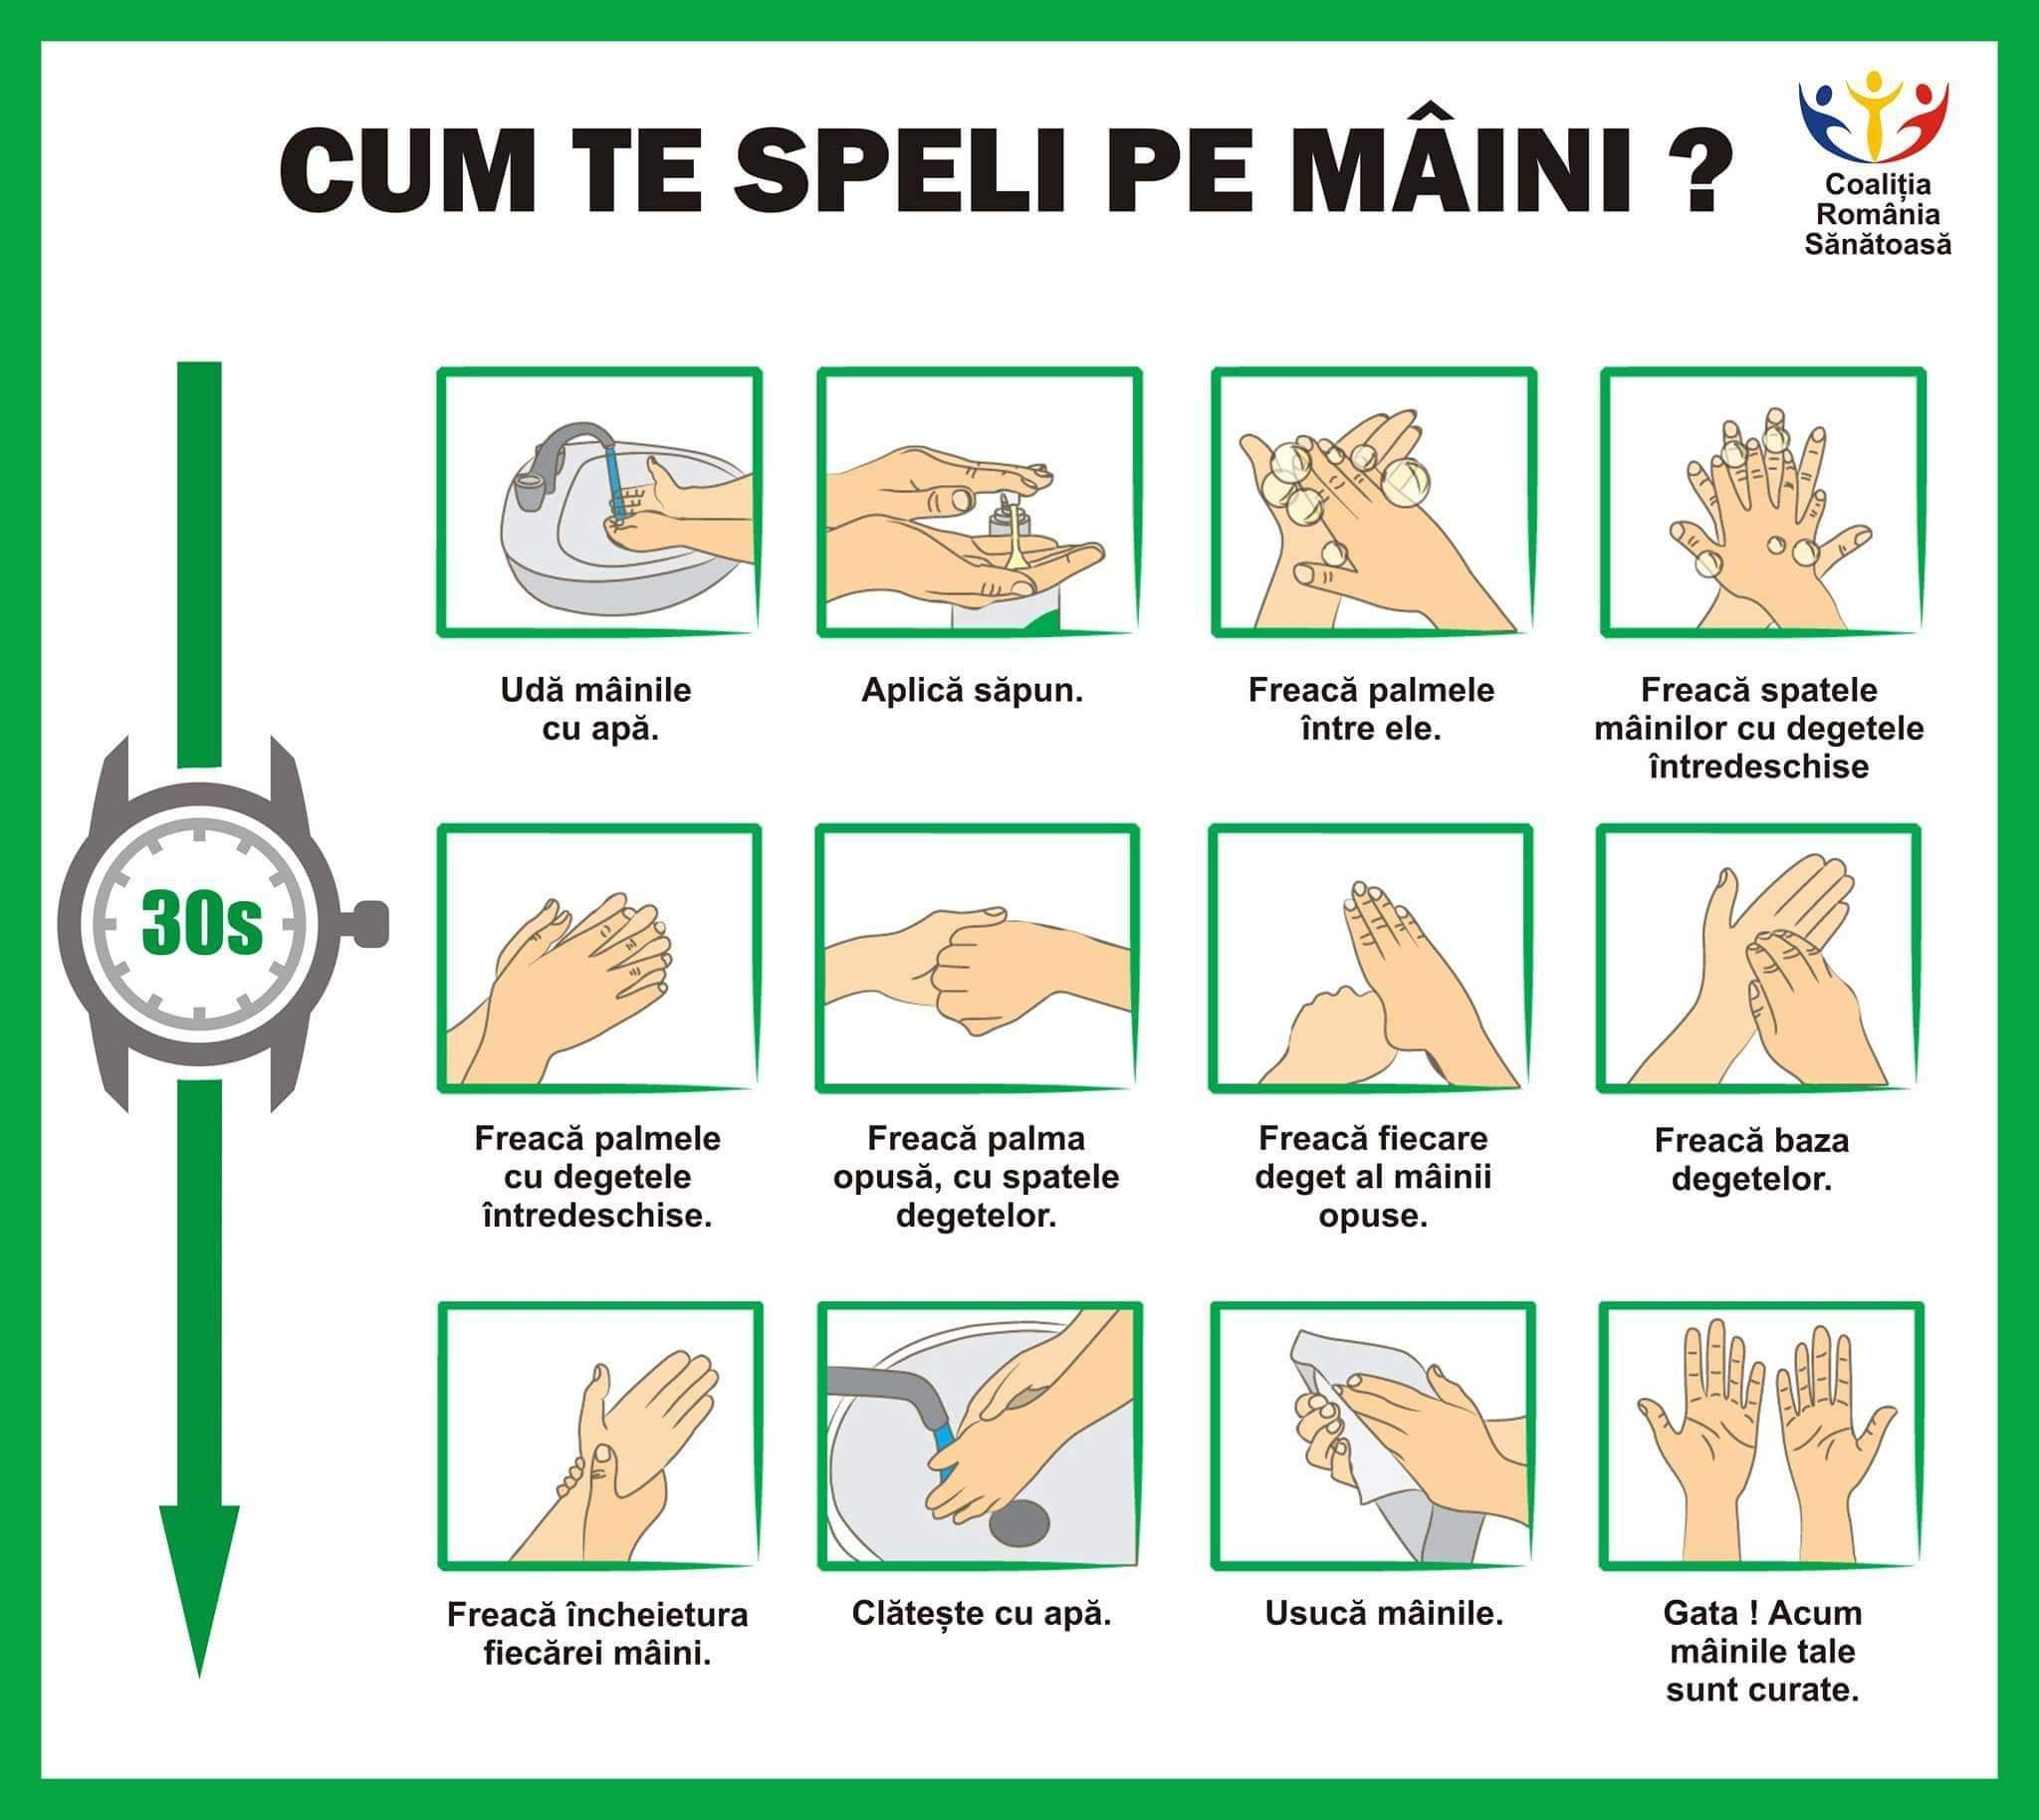 CUM TE SPELI PE MÂINI ?
Coaliția
România
Sănătoasă
30s
Udă mâinile
cu apă.
Aplică săpun.
Freacă palmele
între ele.
Freacă spatele
mâinilor cu degetele
întredeschise
Freacă palmele
cu degetele
întredeschise.
Freacă palma
opusă, cu spatele
degetelor.
Freacă fiecare
deget al mâinii
opuse.
Freacă baza
degetelor.
Freacă încheietura
fiecărei mâini.
Clătește cu apă.
Usucă mâinile.
Gata ! Acum
mâinile tale
sunt curate.